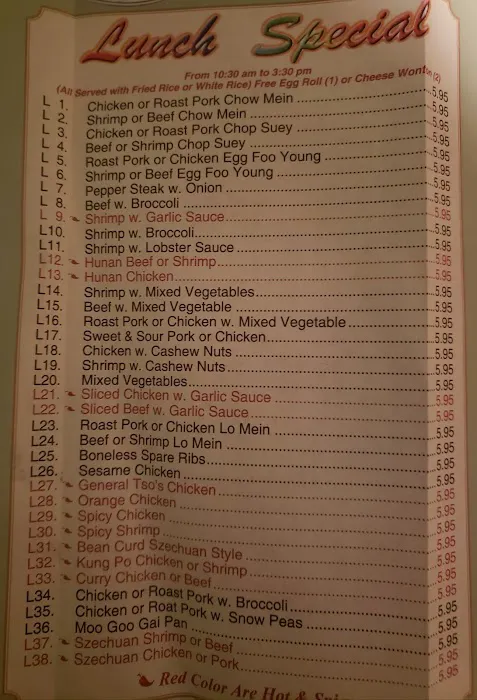 Lunch Special
From 10:30 am to 3:30 pm
(All Served with Fried Rice or White Rice) Free Egg Roll (1) or Cheese Wonton (2)
L 1. Chicken or Roast Pork Chow Mein 5.95
L 2. Shrimp or Beef Chow Mein 5.95
L 3. Chicken or Roast Pork Chop Suey 5.95
L 4. Beef or Shrimp Chop Suey 5.95
L 5. Roast Pork or Chicken Egg Foo Young 5.95
L 6. Shrimp or Beef Egg Foo Young 5.95
L 7. Pepper Steak w. Onion 5.95
L 8. Beef w. Broccoli 5.95
L 9. Shrimp w. Garlic Sauce 5.95
L10. Shrimp w. Broccoli 5.95
L11. Shrimp w. Lobster Sauce 5.95
L12. Hunan Beef or Shrimp 5.95
L13. Hunan Chicken 5.95
L14. Shrimp w. Mixed Vegetables 5.95
L15. Beef w. Mixed Vegetable 5.95
L16. Roast Pork or Chicken w. Mixed Vegetable 5.95
L17. Sweet & Sour Pork or Chicken 5.95
L18. Chicken w. Cashew Nuts 5.95
L19. Shrimp w. Cashew Nuts 5.95
L20. Mixed Vegetables 5.95
L21. Sliced Chicken w. Garlic Sauce 5.95
L22. Sliced Beef w. Garlic Sauce 5.95
L23. Roast Pork or Chicken Lo Mein 5.95
L24. Beef or Shrimp Lo Mein 5.95
L25. Boneless Spare Ribs 5.95
L26. Sesame Chicken 5.95
L27. General Tso's Chicken 5.95
L28. Orange Chicken 5.95
L29. Spicy Chicken 5.95
L30. Spicy Shrimp 5.95
L31. Bean Curd Szechuan Style 5.95
L32. Kung Po Chicken or Shrimp 5.95
L33. Curry Chicken or Beef 5.95
L34. Chicken or Roast Pork w. Broccoli 5.95
L35. Chicken or Roat Pork w. Snow Peas 5.95
L36. Moo Goo Gai Pan 5.95
L37. Szechuan Shrimp or Beef 5.95
L38. Szechuan Chicken or Pork 5.95
Red Color Are Hot &